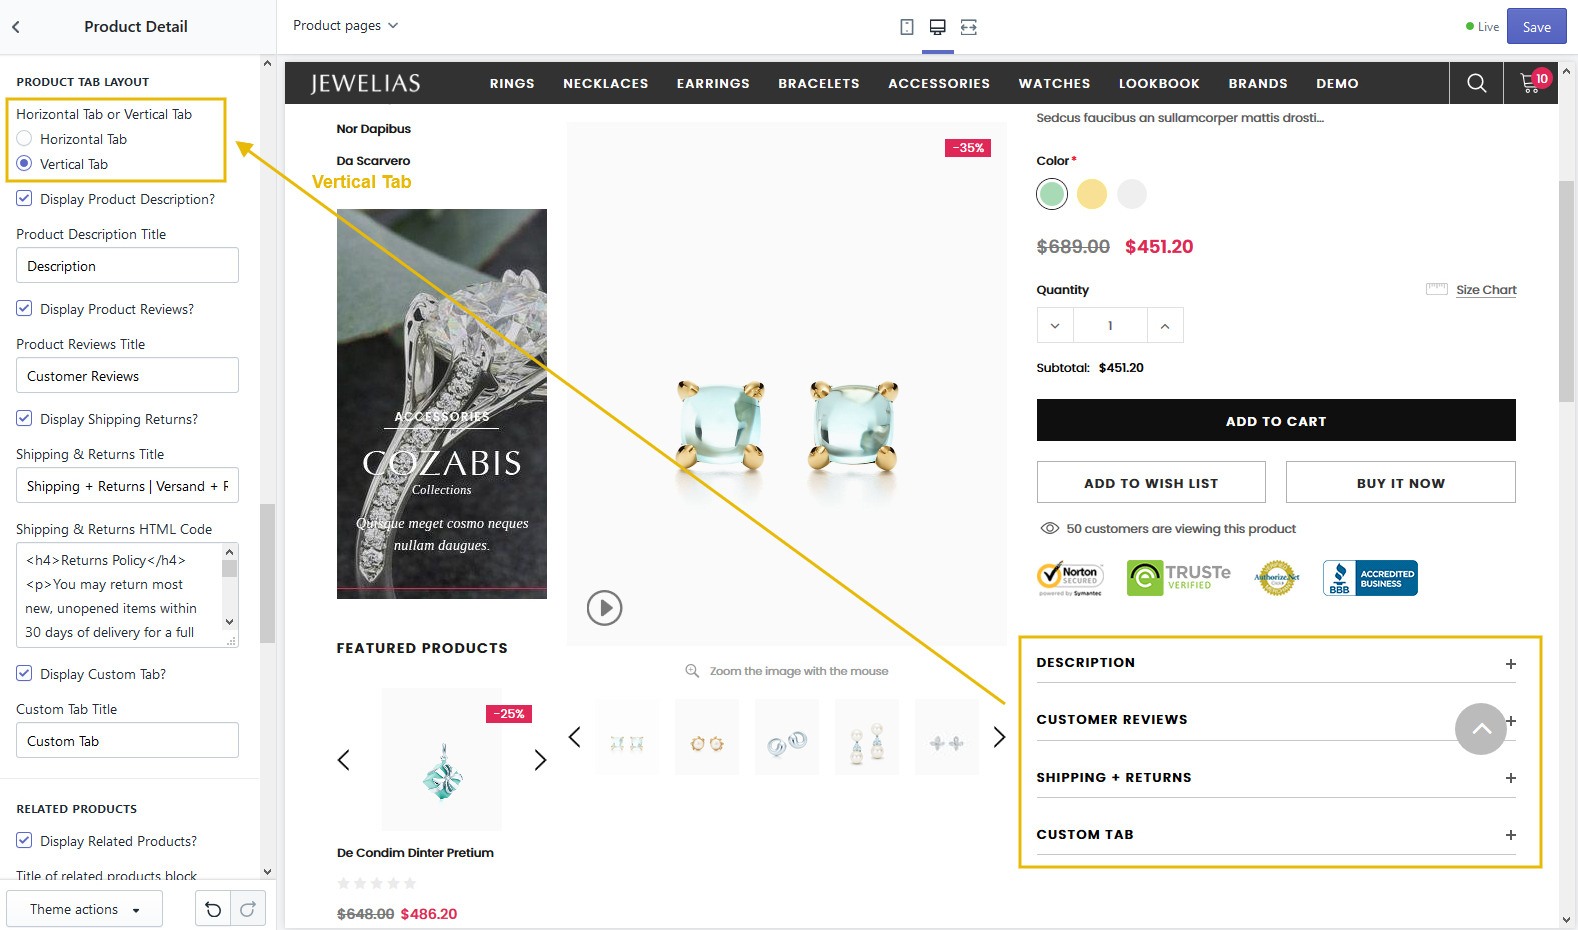 Product Detail
Product pages
Live
Save
PRODUCT TAB LAYOUT
Horizontal Tab or Vertical Tab
Horizontal Tab
Vertical Tab
Display Product Description?
Product Description Title
Description
Display Product Reviews?
Product Reviews Title
Customer Reviews
Display Shipping Returns?
Shipping & Returns Title
Shipping + Returns | Versand + R
Shipping & Returns HTML Code
<h4>Returns Policy</h4>
<p>You may return most
new, unopened items within
30 days of delivery for a full
Display Custom Tab?
Custom Tab Title
Custom Tab
RELATED PRODUCTS
Display Related Products?
Title of related products block
Theme actions
JEWELIAS
RINGS NECKLACES EARRINGS BRACELETS ACCESSORIES WATCHES LOOKBOOK BRANDS DEMO
10
Nor Dapibus
Da Scarvero
Vertical Tab
ACCESSORIES
COZABIS
Collections
Quisque meget cosmo neques
nullam daugues.
FEATURED PRODUCTS
-25%
De Condim Dinter Pretium
$648.00 $486.20
-35%
Zoom the image with the mouse
Sedcus faucibus an sullamcorper mattis drosti...
Color *
$689.00 $451.20
Quantity
Size Chart
1
Subtotal: $451.20
ADD TO CART
ADD TO WISH LIST
BUY IT NOW
50 customers are viewing this product
Norton
SECURED
powered by Symantec
TRUSTe
VERIFIED
Authorize.Net
BBB
ACCREDITED
BUSINESS
DESCRIPTION
CUSTOMER REVIEWS
SHIPPING + RETURNS
CUSTOM TAB